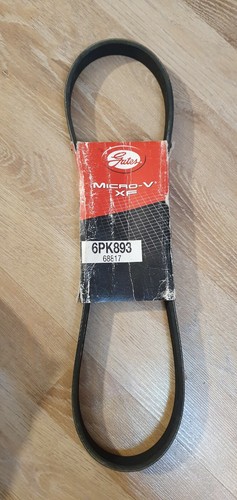 Gates
MICRO-V
XF
6PK893
68817